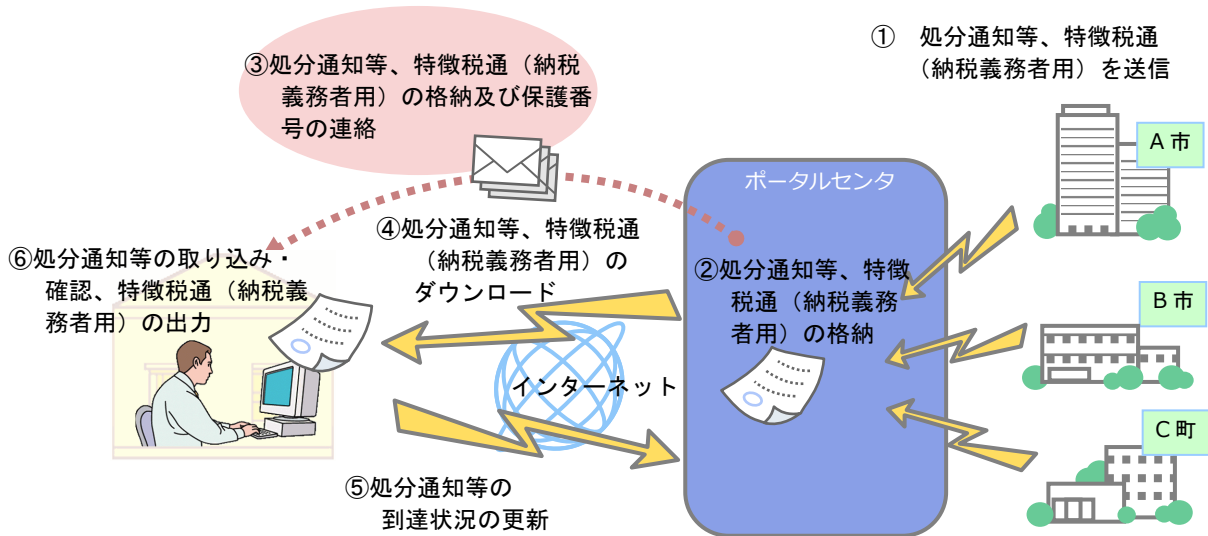 ①　処分通知等、特徴税通
（納税義務者用）を送信
③処分通知等、特徴税通（納税
義務者用）の格納及び保護番
号の連絡
A市
ポータルセンタ
④処分通知等、特徴税通
（納税義務者用）の
ダウンロード
⑥処分通知等の取り込み・
確認、特徴税通（納税義
務者用）の出力
②処分通知等、特徴
税通（納税義務
者用）の格納
B市
インターネット
C町
⑤処分通知等の
到達状況の更新